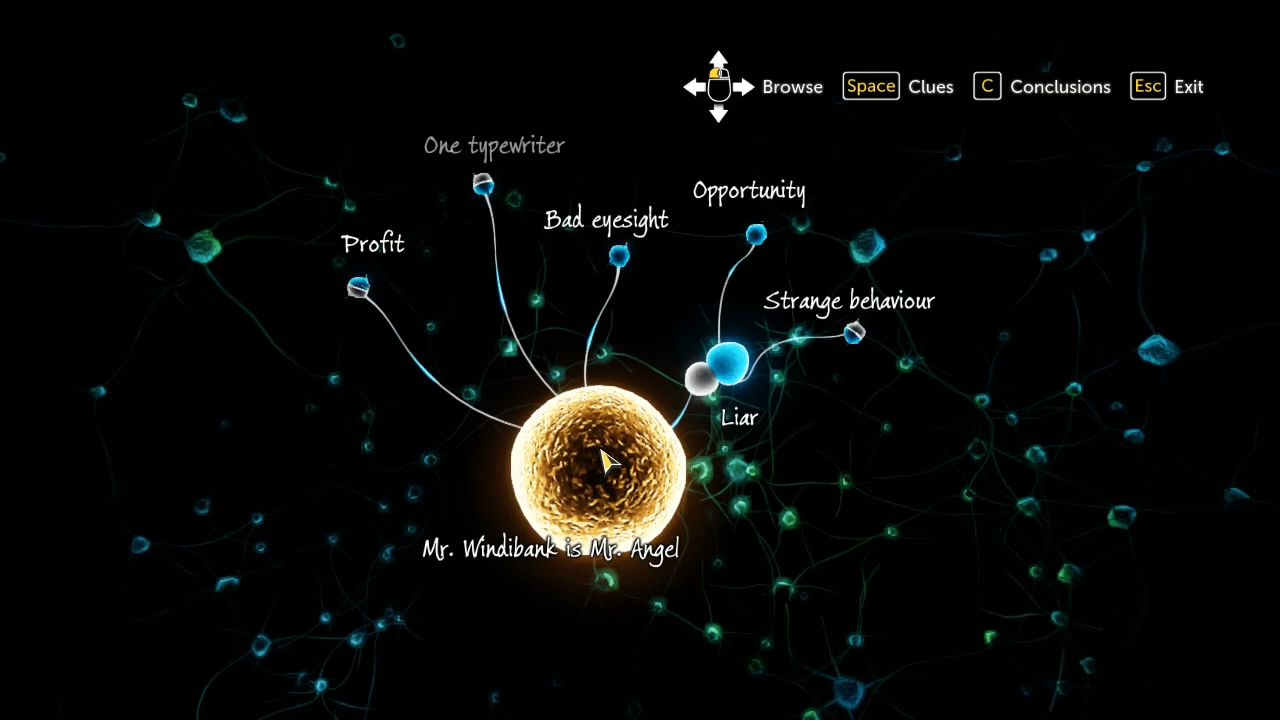 Browse
Space Clues
C Conclusions
Esc Exit
One typewriter
Opportunity
Bad eyesight
Profit
Strange behaviour
Liar
Mr. Windibank is Mr. Angel